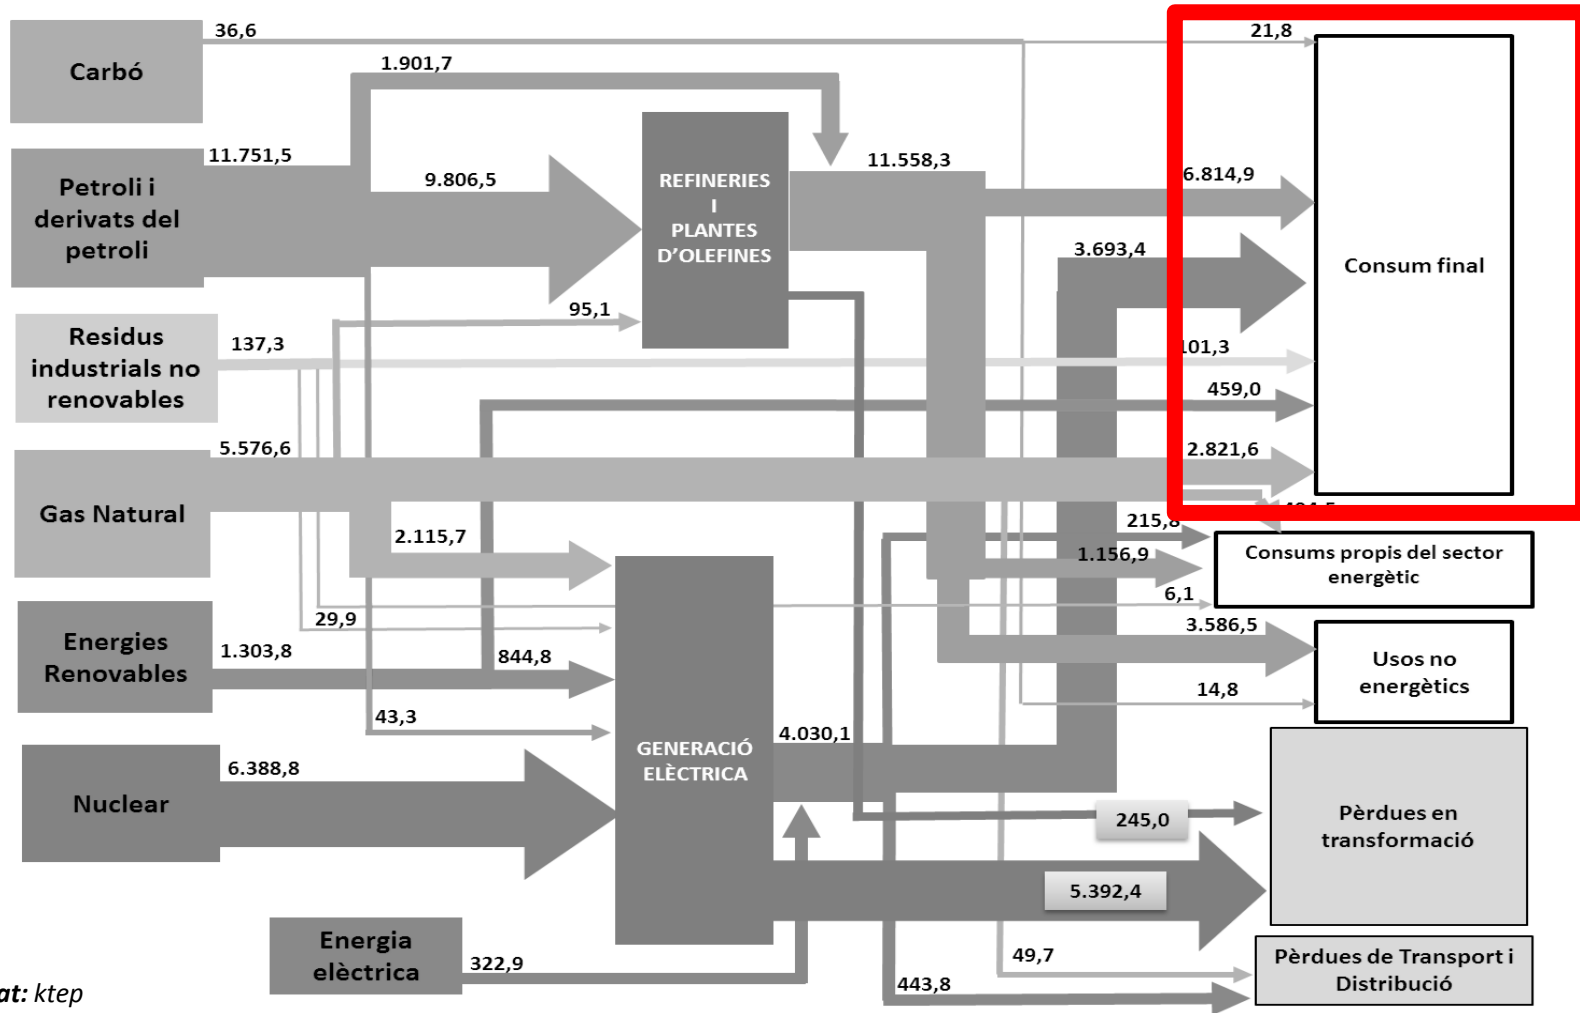 36,6
21,8
Carbó
1.901,7
11.751,5
Petroli i
derivats del
petroli
9.806,5
REFINERIES
I
PLANTES
D'OLEFINES
11.558,3
6.814,9
3.693,4
Consum final
95,1
Residus
industrials no
renovables
137,3
101,3
459,0
5.576,6
2.821,6
Gas Natural
2.115,7
215,8
1.156,9
Consums propis del sector
energètic
6,1
29,9
Energies
Renovables
1.303,8
844,8
3.586,5
Usos no
energètics
14,8
43,3
4.030,1
GENERACIÓ
ELÈCTRICA
Nuclear
6.388,8
245,0
Pèrdues en
transformació
5.392,4
Energia
elèctrica
322,9
49,7
443,8
Pèrdues de Transport i
Distribució
at: ktep